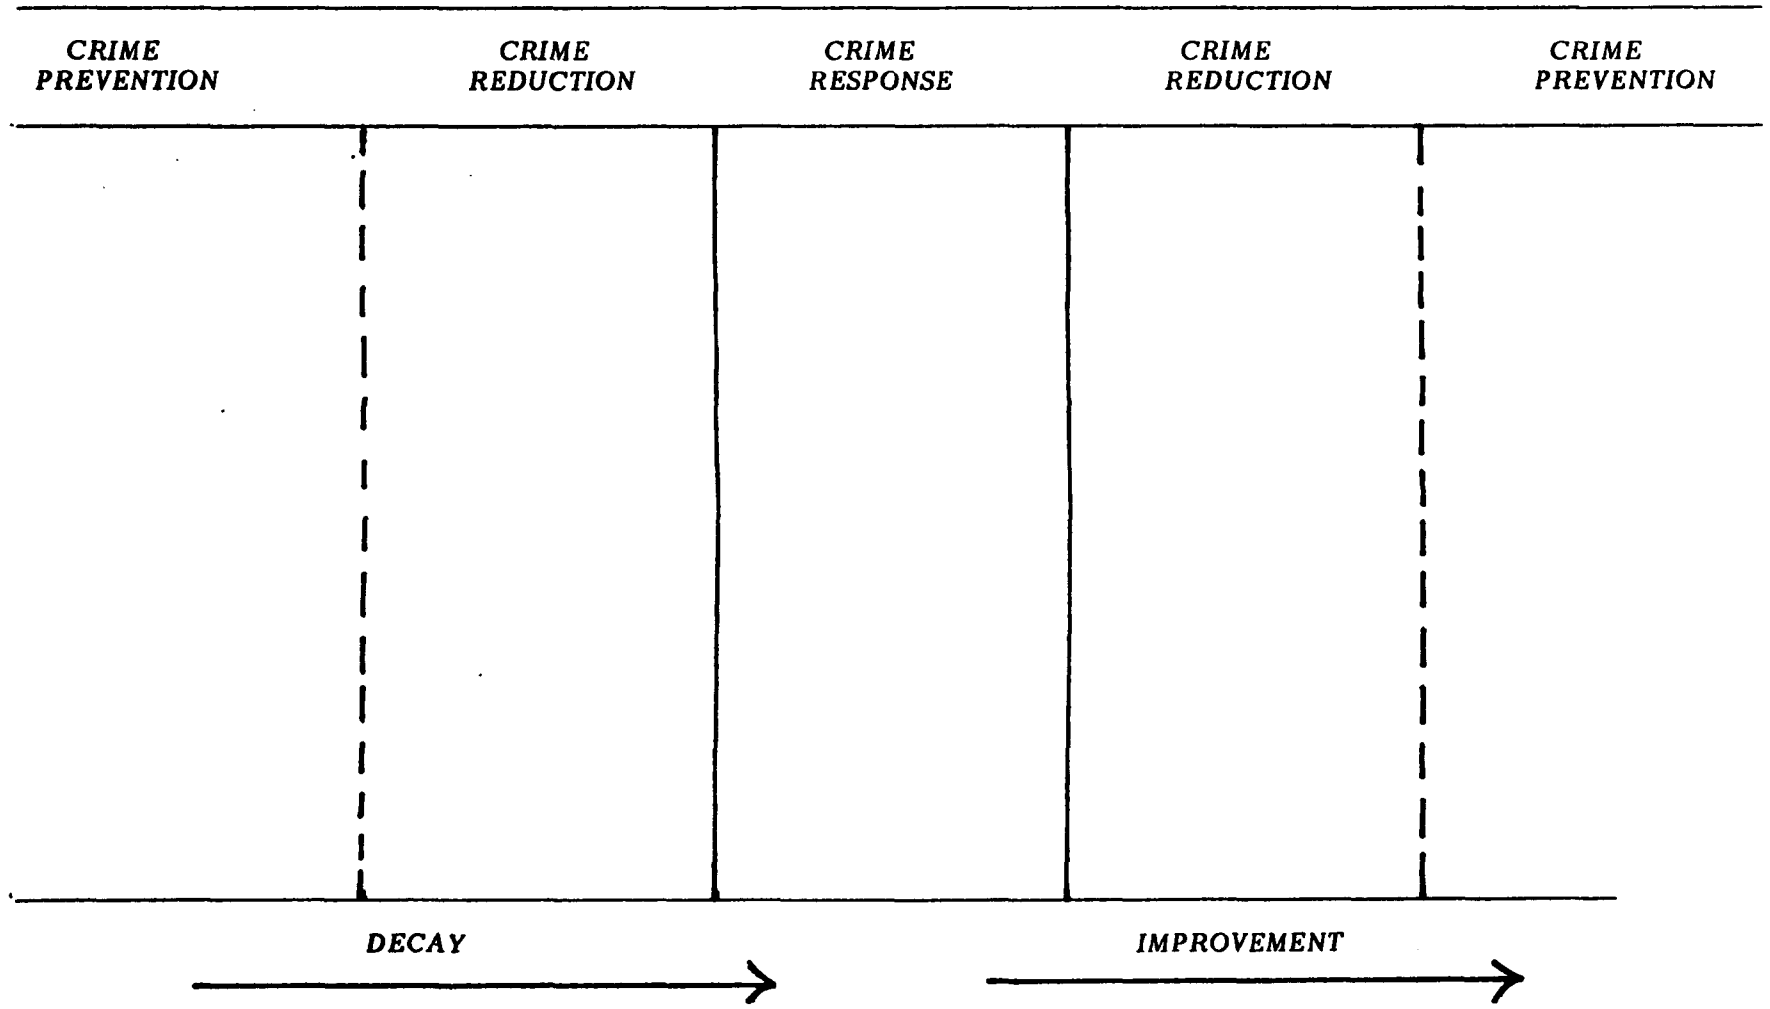 CRIME
PREVENTION
CRIME
REDUCTION
CRIME
RESPONSE
CRIME
REDUCTION
CRIME
PREVENTION
DECAY
IMPROVEMENT